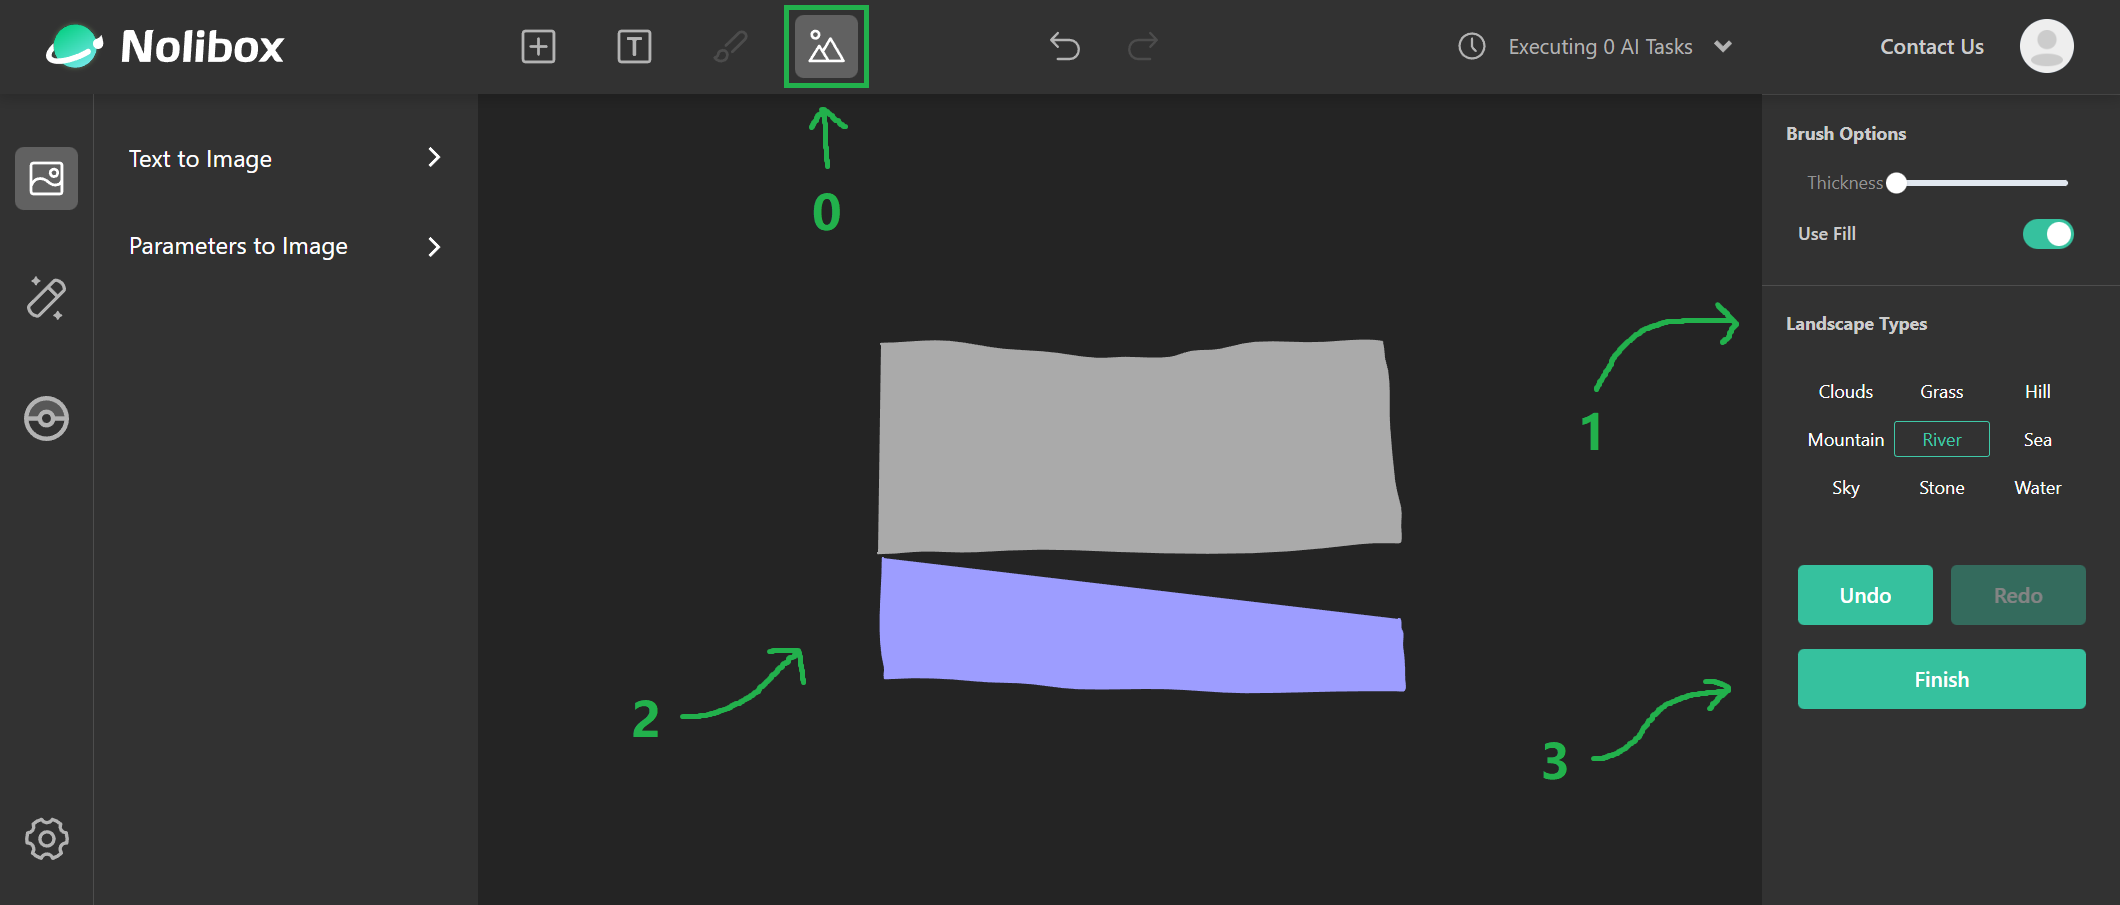 Nolibox
T
Executing 0 AI Tasks
Contact Us
Text to Image
Parameters to Image
0
1
2
3
Brush Options
Thickness
Use Fill
Landscape Types
Clouds Grass Hill
Mountain River Sea
Sky Stone Water
Undo Redo
Finish